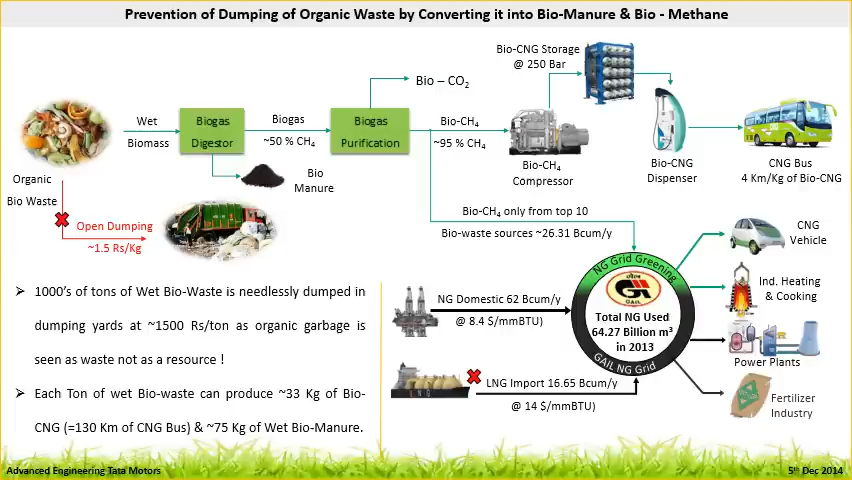 Prevention of Dumping of Organic Waste by Converting it into Bio-Manure & Bio - Methane
Bio-CNG Storage
@ 250 Bar
Bio – CO₂
Wet
Biomass
Biogas
Digestor
Biogas
~50 % CH₄
Biogas
Purification
Bio-CH₄
~95 % CH₄
Bio-CH₄
Compressor
Bio-CNG
Dispenser
CNG Bus
4 Km/Kg of Bio-CNG
Organic
Bio Waste
Bio
Manure
Open Dumping
~1.5 Rs/Kg
Bio-CH₄ only from top 10
Bio-waste sources ~26.31 Bcum/y
CNG
Vehicle
NG Grid Greening
गेल
GAIL
Total NG Used
64.27 Billion m³
in 2013
GAIL NG Grid
Ind. Heating
& Cooking
NG Domestic 62 Bcum/y
@ 8.4 $/mmBTU)
Power Plants
LNG Import 16.65 Bcum/y
@ 14 $/mmBTU)
LNG
Fertilizer
Industry
➢ 1000’s of tons of Wet Bio-Waste is needlessly dumped in
dumping yards at ~1500 Rs/ton as organic garbage is
seen as waste not as a resource !
➢ Each Ton of wet Bio-waste can produce ~33 Kg of Bio-
CNG (=130 Km of CNG Bus) & ~75 Kg of Wet Bio-Manure.
Advanced Engineering Tata Motors
5th Dec 2014